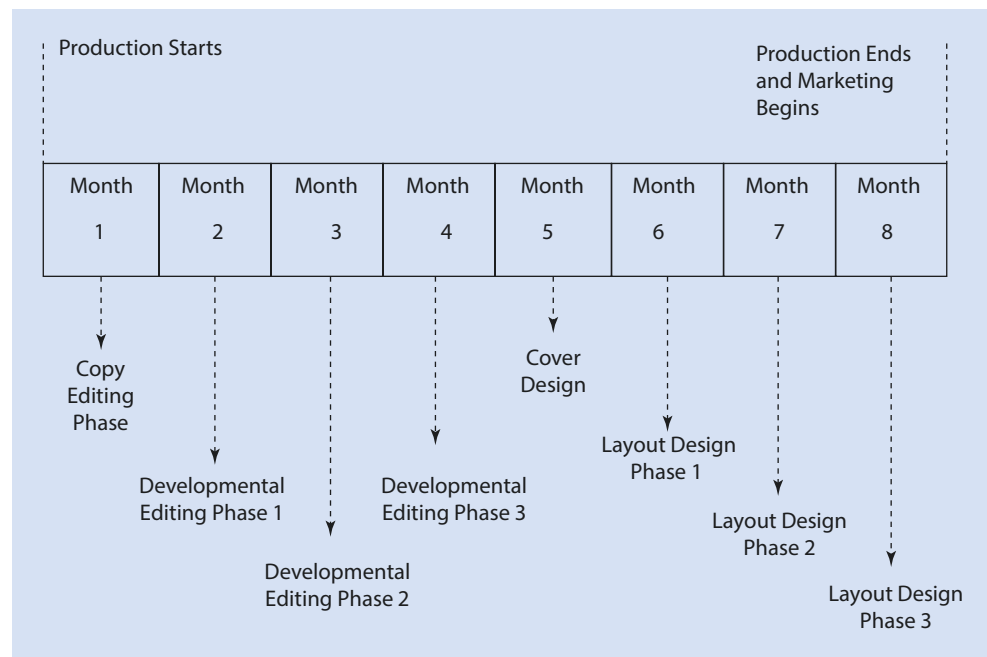 Production Starts
Production Ends
and Marketing
Begins
Month
1
Month
2
Month
3
Month
4
Month
5
Month
6
Month
7
Month
8
Copy
Editing
Phase
Developmental
Editing Phase 1
Developmental
Editing Phase 2
Developmental
Editing Phase 3
Cover
Design
Layout Design
Phase 1
Layout Design
Phase 2
Layout Design
Phase 3